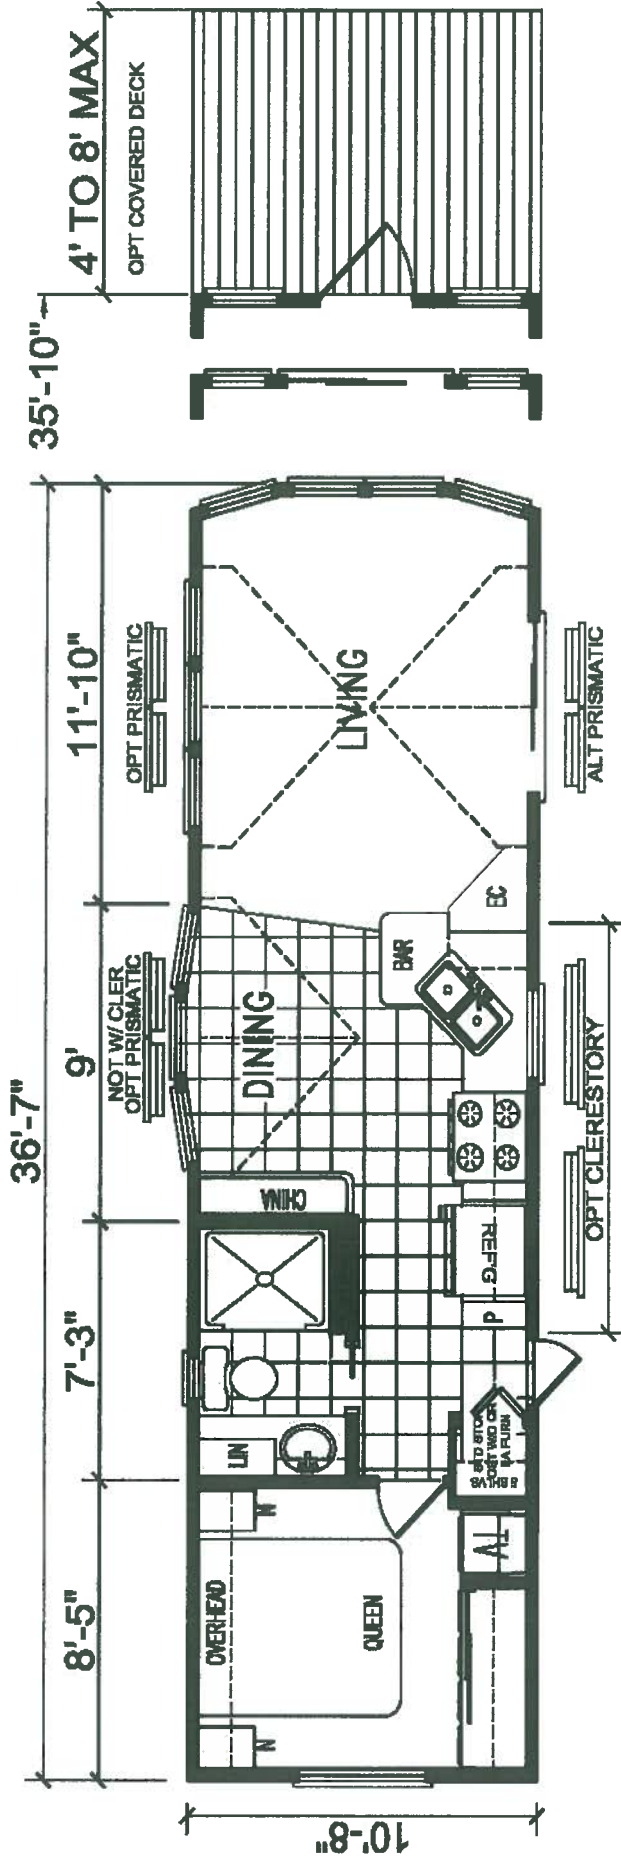 36'-7"
35'-10"
4' TO 8' MAX
OPT COVERED DECK
8'-5"
7'-3"
9'
11'-10"
NOT W/ CLER
OPT PRISMATIC
OPT PRISMATIC
10'-8"
OVERHEAD
QUEEN
N
N
LIN
CHINA
DINING
LIVING
BAR
EC
REFG
P
TV
ALT PRISMATIC
OPT CLERESTORY